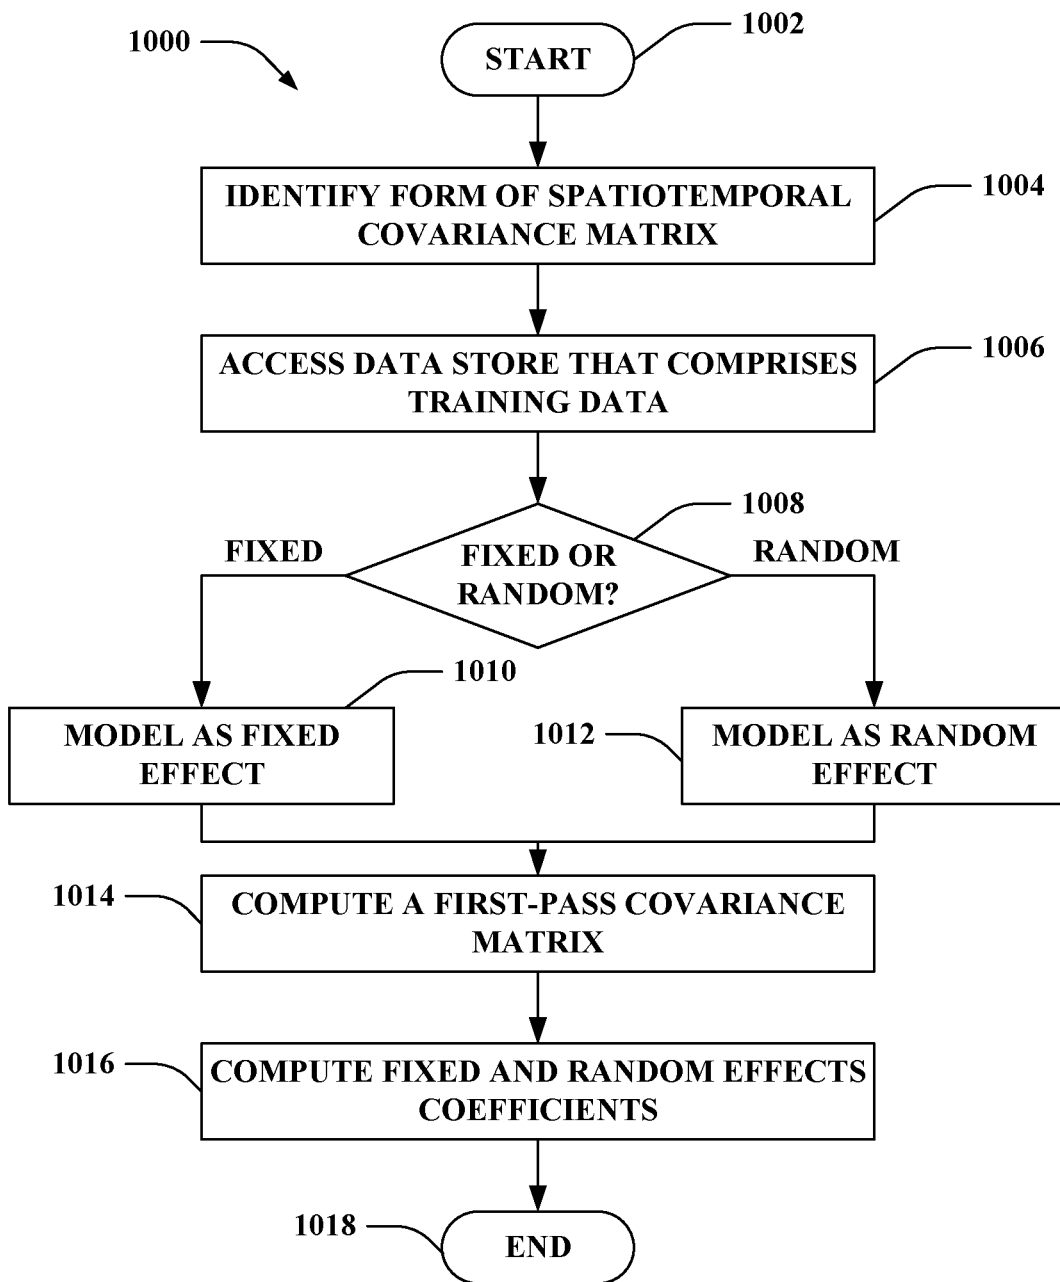 1000
START
1002
IDENTIFY FORM OF SPATIOTEMPORAL
COVARIANCE MATRIX
1004
ACCESS DATA STORE THAT COMPRISES
TRAINING DATA
1006
1008
FIXED
FIXED OR
RANDOM?
RANDOM
1010
MODEL AS FIXED
EFFECT
1012
MODEL AS RANDOM
EFFECT
1014
COMPUTE A FIRST-PASS COVARIANCE
MATRIX
1016
COMPUTE FIXED AND RANDOM EFFECTS
COEFFICIENTS
1018
END